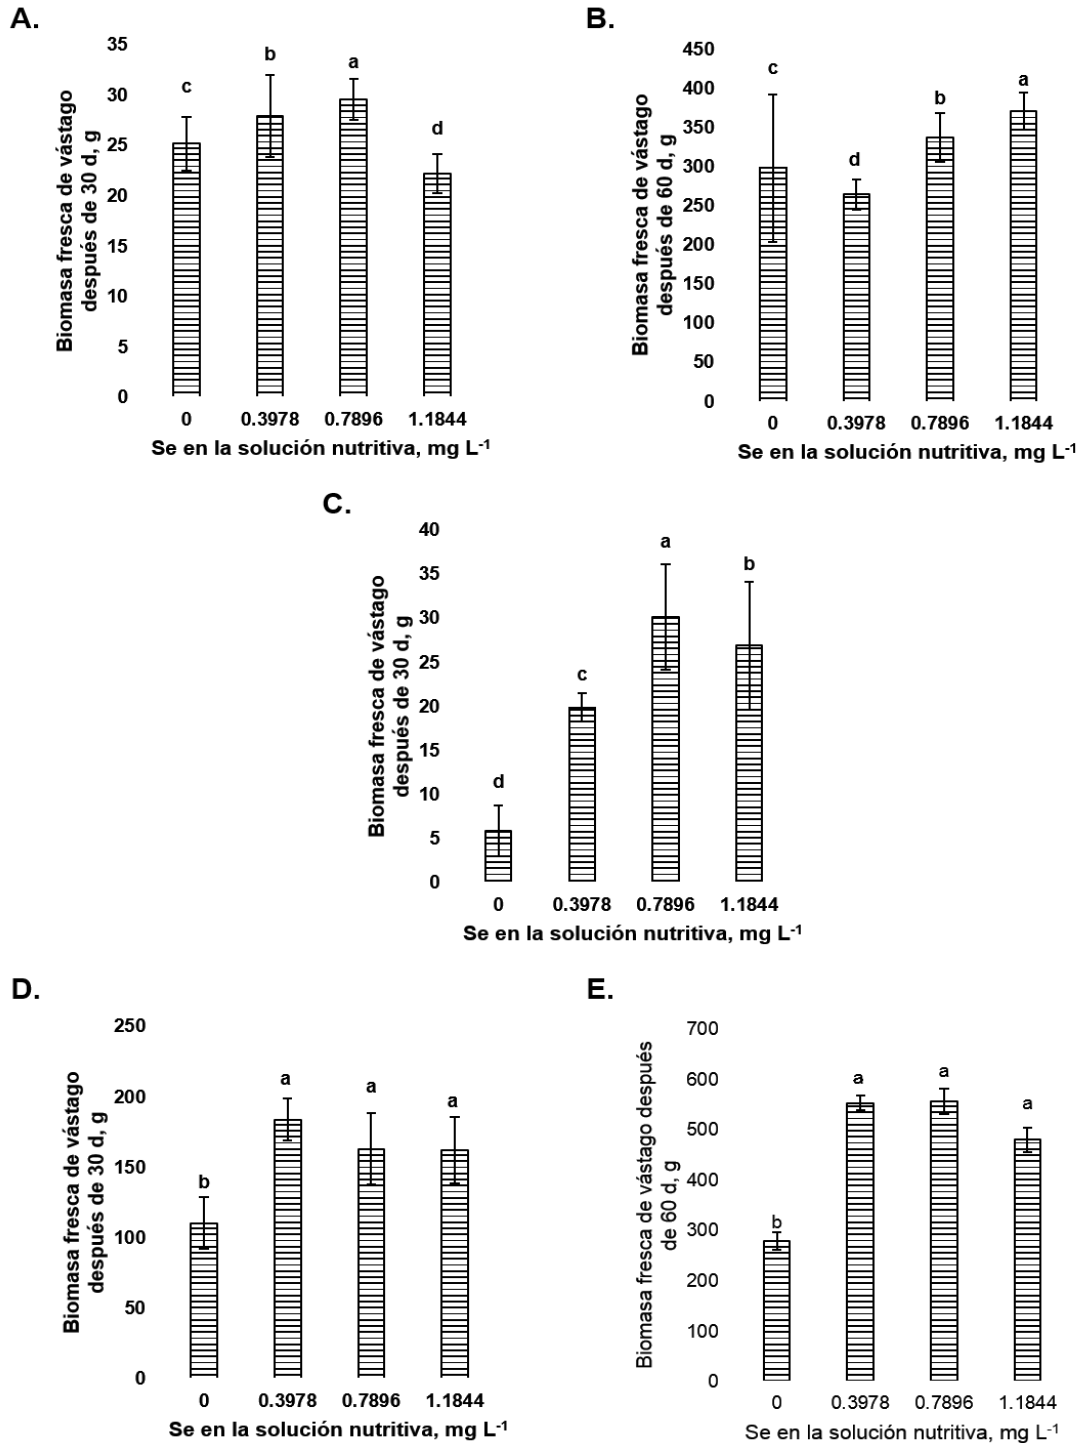 A.
Biomasa fresca de vástago
después de 30 d, g
35
30
25
20
15
10
5
0
c
b
a
d
0 0.3978 0.7896 1.1844
Se en la solución nutritiva, mg L-1
B.
Biomasa fresca de vástago
después de 60 d, g
450
400
350
300
250
200
150
100
50
0
c
d
b
a
0 0.3978 0.7896 1.1844
Se en la solución nutritiva, mg L-1
C.
Biomasa fresca de vástago
después de 30 d, g
40
35
30
25
20
15
10
5
0
d
c
a
b
0 0.3978 0.7896 1.1844
Se en la solución nutritiva, mg L-1
D.
Biomasa fresca de vástago
después de 30 d, g
250
200
150
100
50
0
b
a
a
a
0 0.3978 0.7896 1.1844
Se en la solución nutritiva, mg L-1
E.
Biomasa fresca de vástago después
de 60 d, g
700
600
500
400
300
200
100
0
b
a
a
a
0 0.3978 0.7896 1.1844
Se en la solución nutritiva, mg L-1